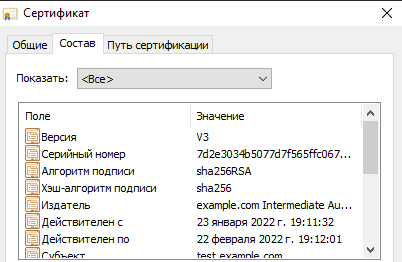 Сертификат
Общие Состав Путь сертификации
Показать: <Все>
Поле Значение
Версия V3
Серийный номер 7d2e3034b5077d7f565ffc067...
Алгоритм подписи sha256RSA
Хэш-алгоритм подписи sha256
Издатель example.com Intermediate Au...
Действителен с 23 января 2022 г. 19:11:32
Действителен по 22 февраля 2022 г. 19:12:01
Субъект test.example.com